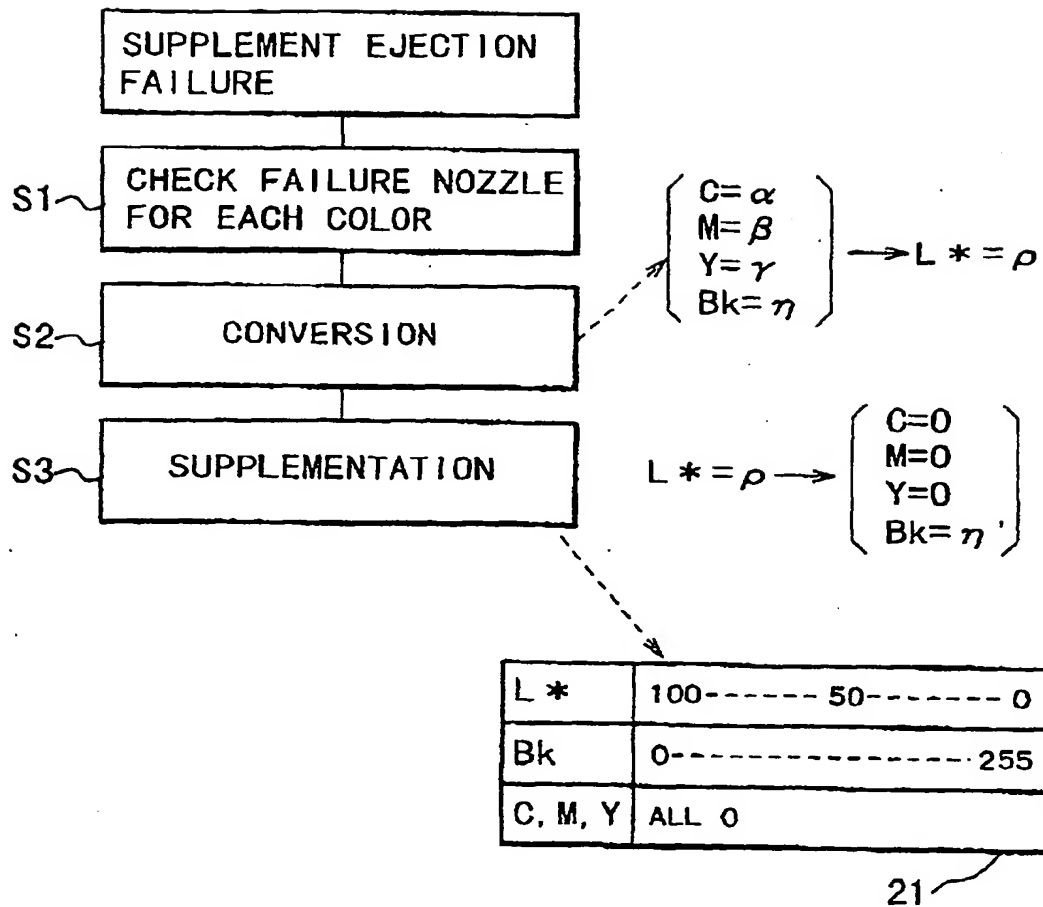 SUPPLEMENT EJECTION
FAILURE
S1
CHECK FAILURE NOZZLE
FOR EACH COLOR
C=α
M=β
Y=γ
Bk=η
L*=ρ
S2
CONVERSION
S3
SUPPLEMENTATION
L*=ρ
C=0
M=0
Y=0
Bk=η'
L* 100------50-------0
Bk 0----------------255
C, M, Y ALL 0
21